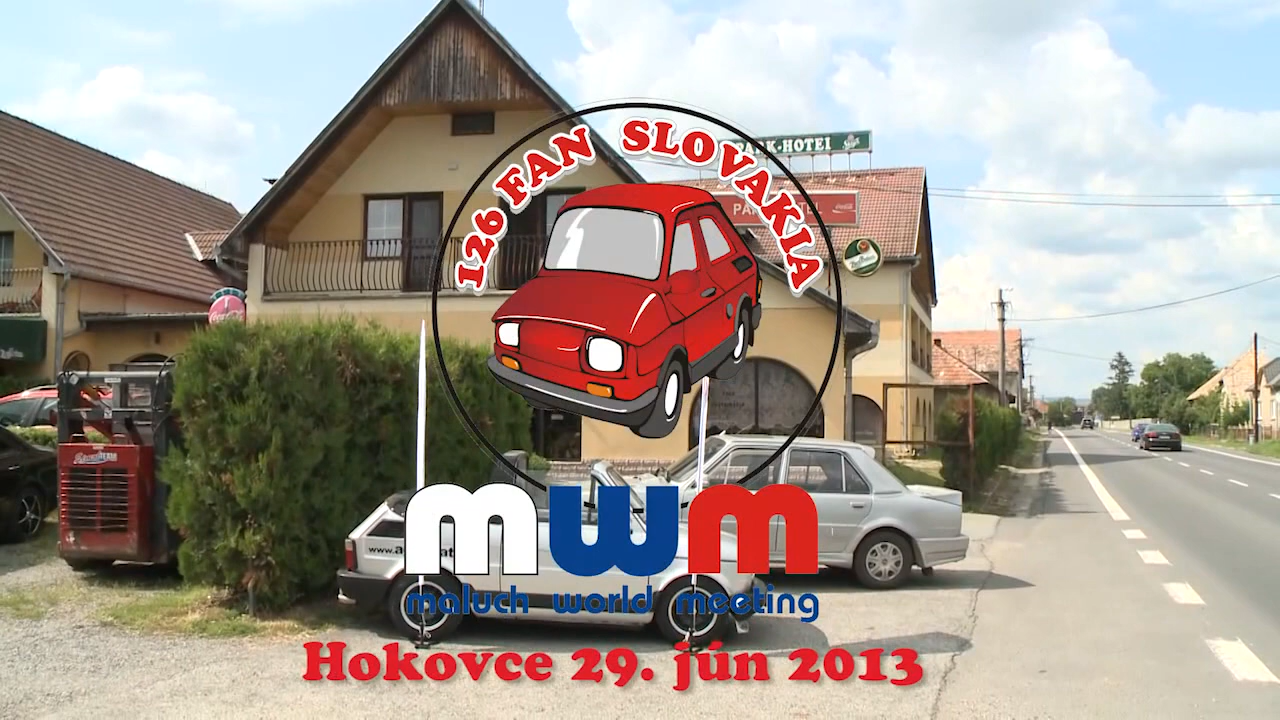 126 FAN SLOVAKIA
PARK-HOTEL
mwm
maluch world meeting
Hokovce 29. jún 2013